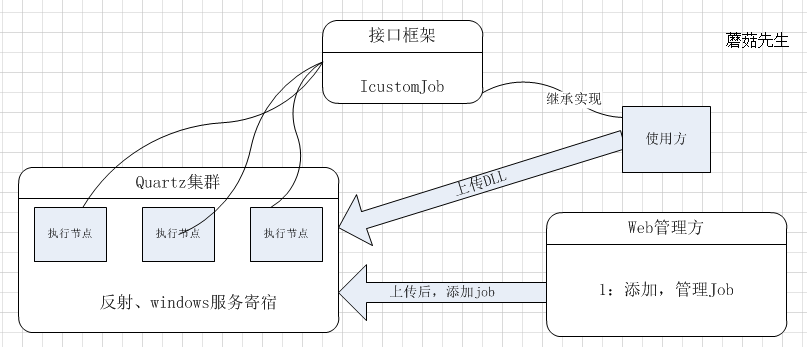 接口框架
蘑菇先生
IcustomJob
继承实现
使用方
上传DLL
Quartz集群
执行节点
执行节点
执行节点
反射、windows服务寄宿
Web管理方
上传后，添加job
1：添加，管理Job